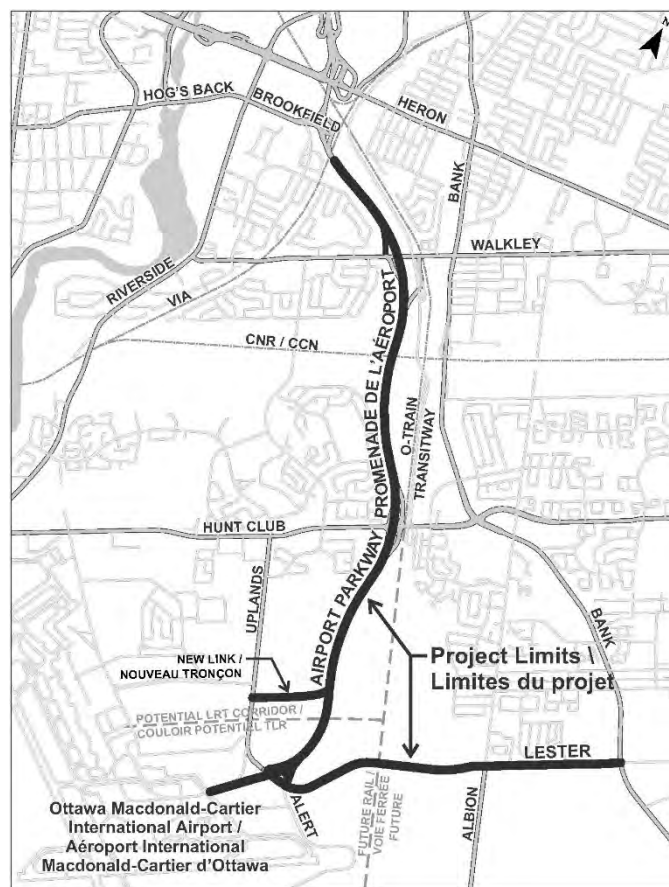 N
HOG'S BACK
BROOKFIELD
HERON
BANK
WALKLEY
RIVERSIDE
VIA
CNR / CCN
AIRPORT PARKWAY PROMENADE DE L'AÉROPORT
O-TRAIN
TRANSITWAY
HUNT CLUB
UPLANDS
BANK
NEW LINK /
NOUVEAU TRONÇON
Project Limits \
Limites du projet
POTENTIAL LRT CORRIDOR /
COULOIR POTENTIAL TLR
LESTER
ALERT
ALBION
FUTURE RAIL /
VOIE FERRÉE
FUTURE
Ottawa Macdonald-Cartier
International Airport /
Aéroport International
Macdonald-Cartier d'Ottawa